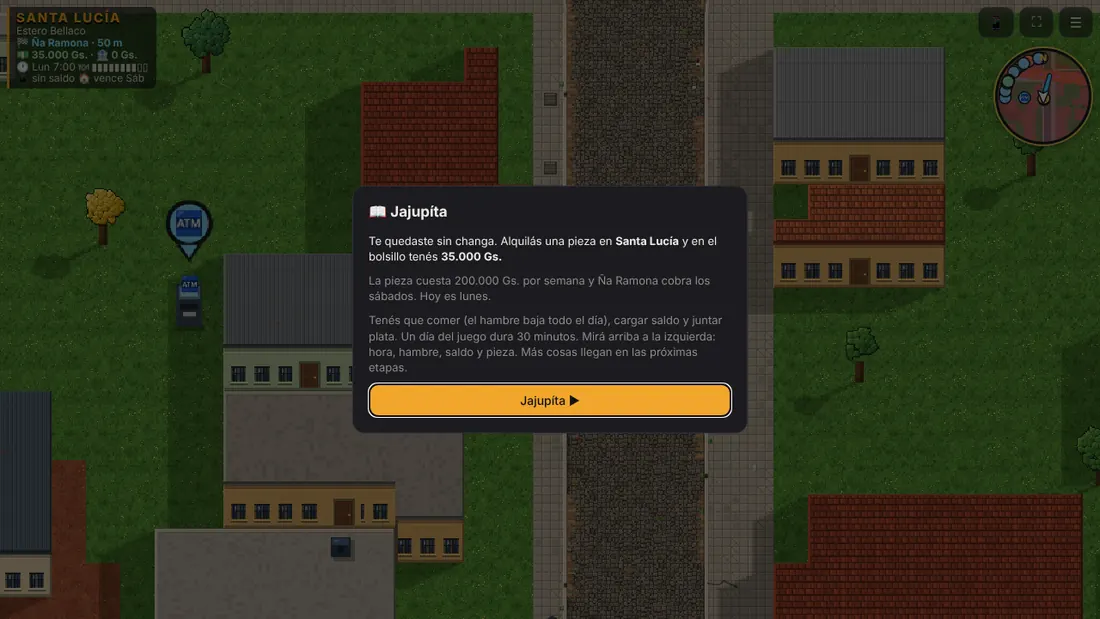 SANTA LUCÍA
Estero Bellaco
Ña Ramona · 50 m
35.000 Gs. · 0 Gs.
Lun 7:00
sin saldo vence Sáb
ATM
ATM
Jajupíta
Te quedaste sin changa. Alquilás una pieza en Santa Lucía y en el
bolsillo tenés 35.000 Gs.
La pieza cuesta 200.000 Gs. por semana y Ña Ramona cobra los
sábados. Hoy es lunes.
Tenés que comer (el hambre baja todo el día), cargar saldo y juntar
plata. Un día del juego dura 30 minutos. Mirá arriba a la izquierda:
hora, hambre, saldo y pieza. Más cosas llegan en las próximas
etapas.
Jajupíta ▶